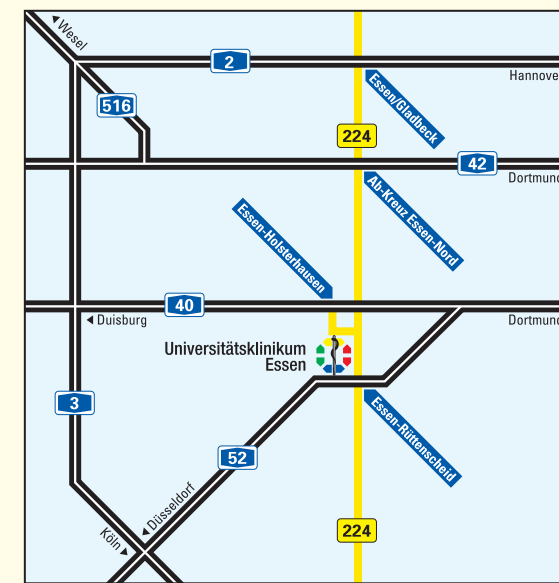 Wesel
2
Hannove
Essen/Gladbeck
516
224
42
Dortmund
Ab-Kreuz Essen-Nord
Essen-Holsterhausen
40
Duisburg
Dortmund
Universitätsklinikum
Essen
3
Essen-Rüttenscheid
52
Düsseldorf
Köln
224